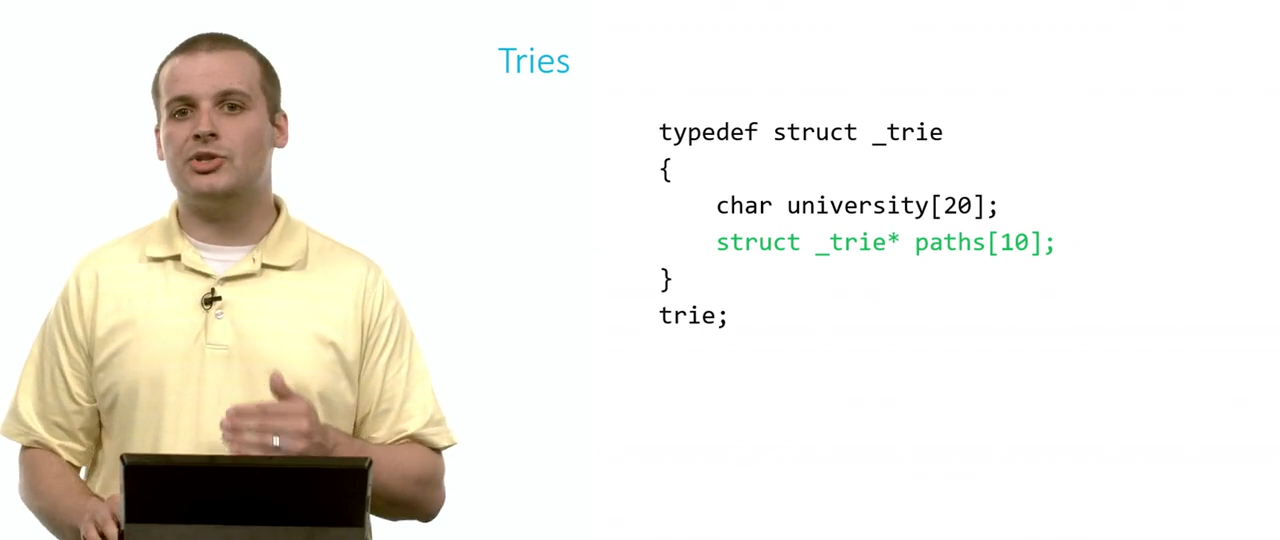 Tries
typedef struct _trie
{
    char university[20];
    struct _trie* paths[10];
}
trie;